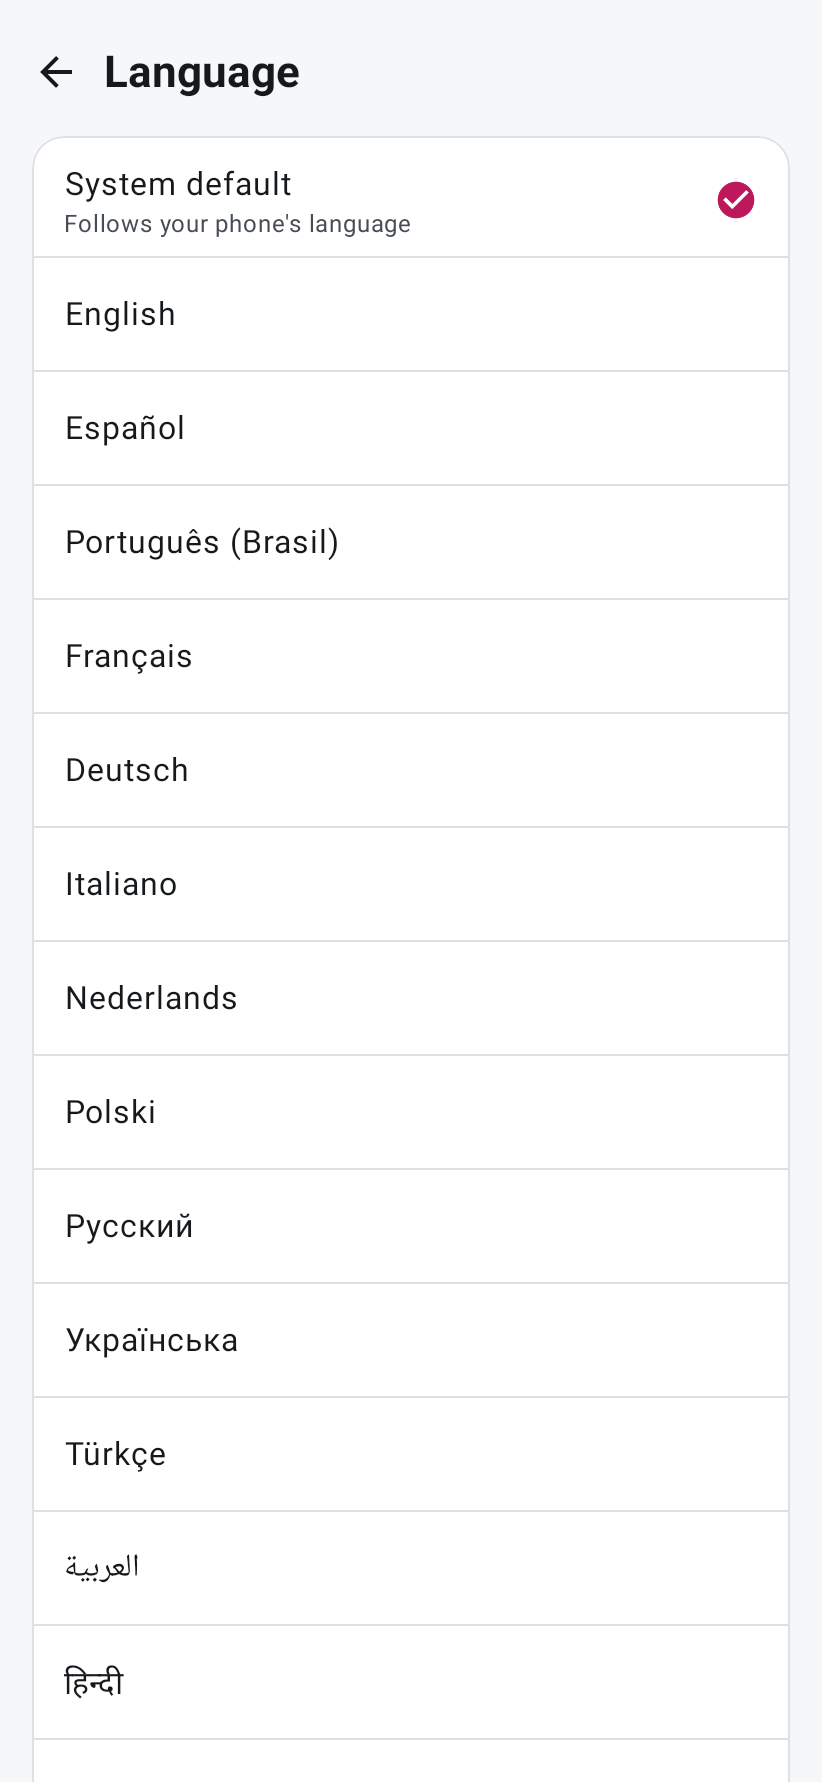 Language
System default
Follows your phone's language
English
Español
Português (Brasil)
Français
Deutsch
Italiano
Nederlands
Polski
Русский
Українська
Türkçe
العربية
हिन्दी